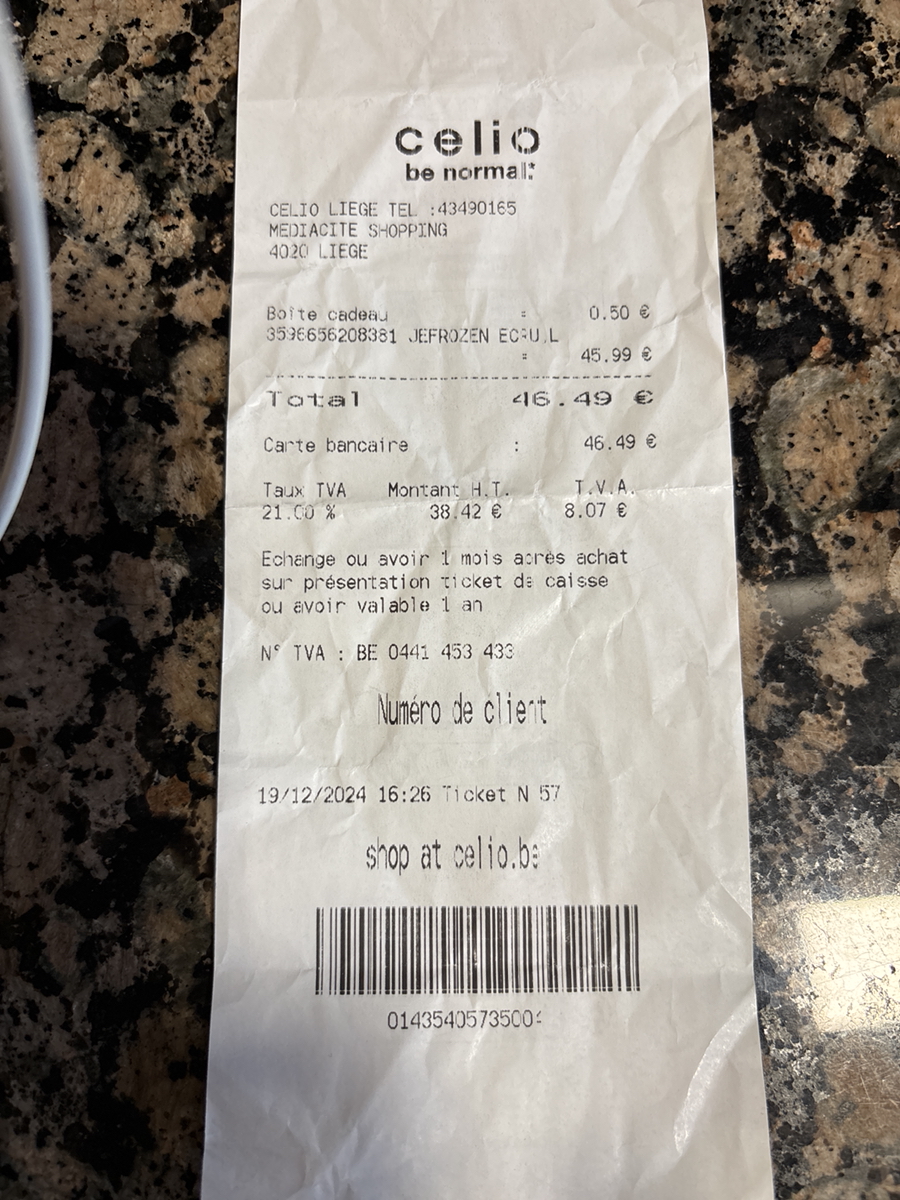 celio
be normal*
CELIO LIEGE TEL :43490165
MEDIACITE SHOPPING
4020 LIEGE
Boîte cadeau : 0.50 €
3596656208381 JEFROZEN
: 45.99 €
Total 46.49 €
Carte bancaire : 46.49 €
Taux TVA Montant H.T. T.V.A.
21.00 % 38.42 € 8.07 €
Echange ou avoir 1 mois après achat
sur présentation ticket de caisse
ou avoir valable 1 an
N° TVA : BE 0441 453 433
Numéro de client
19/12/2024 16:26 Ticket N 57
shop at celio.be